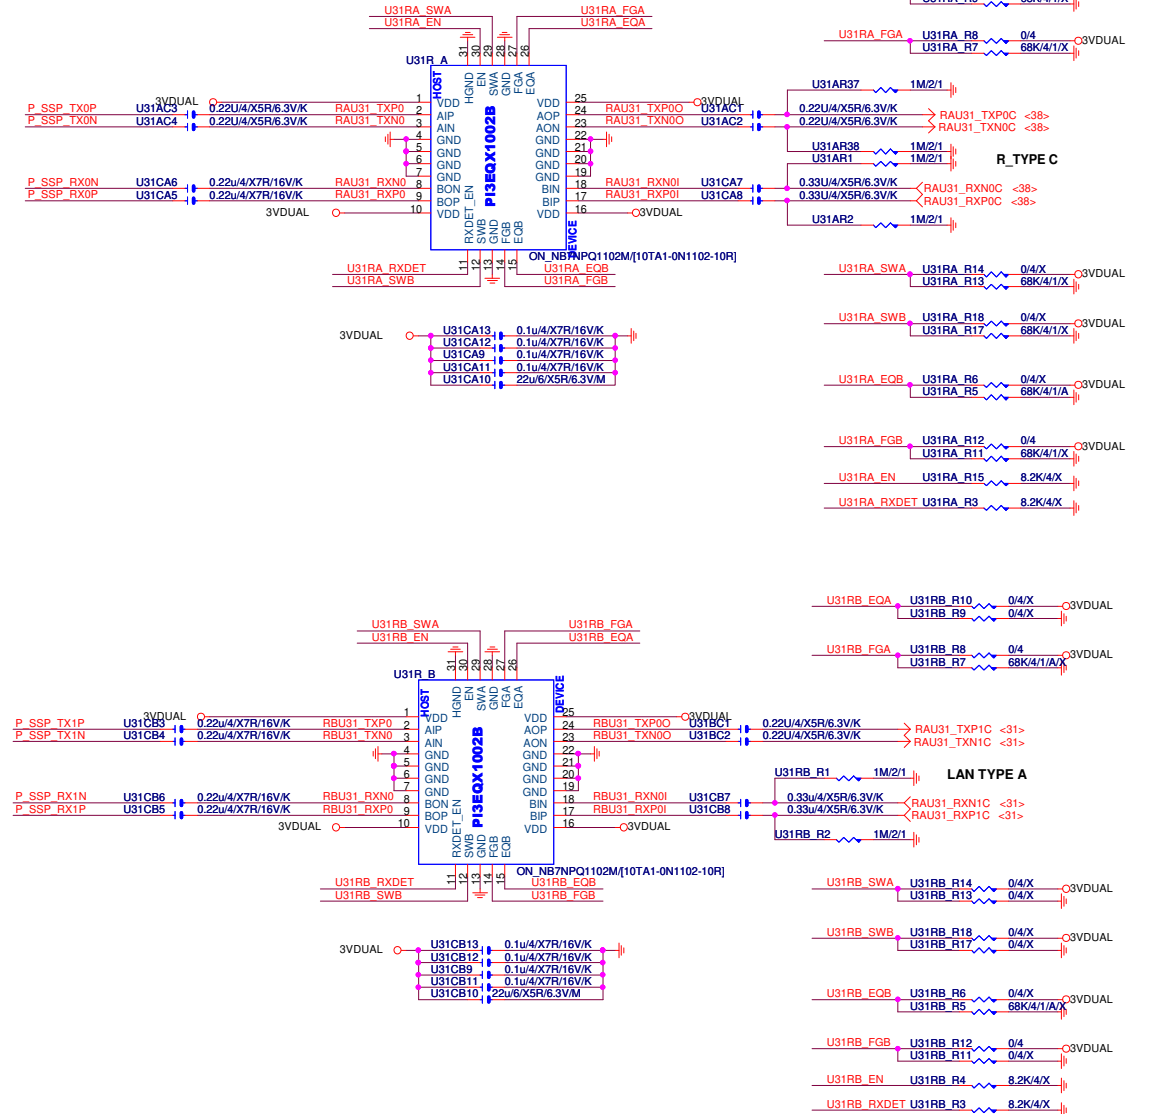 U31RA_SWA
U31RA_EN
U31RA_FGA
U31RA_EQA
31 30 29 28 27 26
U31R_A
HOST
HGND EN SWA GND FGA EQA
3VDUAL 1 VDD VDD 25 3VDUAL
P_SSP_TX0P U31AC3 0.22U/4/X5R/6.3V/K RAU31_TXP0 2 AIP AOP 24 RAU31_TXP0O U31AC1 0.22U/4/X5R/6.3V/K RAU31_TXP0C <38>
P_SSP_TX0N U31AC4 0.22U/4/X5R/6.3V/K RAU31_TXN0 3 AIN AON 23 RAU31_TXN0O U31AC2 0.22U/4/X5R/6.3V/K RAU31_TXN0C <38>
4 GND GND 22
5 GND GND 21
6 GND GND 20
7 GND GND 19
P_SSP_RX0N U31CA6 0.22u/4/X7R/16V/K RAU31_RXN0 8 BON BIN 18 RAU31_RXN0I U31CA7 0.33U/4/X5R/6.3V/K RAU31_RXN0C <38>
P_SSP_RX0P U31CA5 0.22u/4/X7R/16V/K RAU31_RXP0 9 BOP BIP 17 RAU31_RXP0I U31CA8 0.33U/4/X5R/6.3V/K RAU31_RXP0C <38>
3VDUAL 10 VDD VDD 16 3VDUAL
PI3EQX1002B
RXDET_EN SWB GND FGB EQB
DEVICE
11 12 13 14 15
ON_NB7NPQ1102M/[10TA1-0N1102-10R]
U31RA_RXDET
U31RA_SWB
U31RA_EQB
U31RA_FGB
U31AR37 1M/2/1
U31AR38 1M/2/1
U31AR1 1M/2/1
R_TYPE C
U31AR2 1M/2/1
3VDUAL
U31CA13 0.1u/4/X7R/16V/K
U31CA12 0.1u/4/X7R/16V/K
U31CA9 0.1u/4/X7R/16V/K
U31CA11 0.1u/4/X7R/16V/K
U31CA10 22u/6/X5R/6.3V/M
U31RA_FGA U31RA_R8 0/4 3VDUAL
U31RA_R7 68K/4/1/X
U31RA_SWA U31RA_R14 0/4/X 3VDUAL
U31RA_R13 68K/4/1/X
U31RA_SWB U31RA_R18 0/4/X 3VDUAL
U31RA_R17 68K/4/1/X
U31RA_EQB U31RA_R6 0/4/X 3VDUAL
U31RA_R5 68K/4/1/A
U31RA_FGB U31RA_R12 0/4 3VDUAL
U31RA_R11 68K/4/1/X
U31RA_EN U31RA_R15 8.2K/4/X
U31RA_RXDET U31RA_R3 8.2K/4/X
U31RB_SWA
U31RB_EN
U31RB_FGA
U31RB_EQA
31 30 29 28 27 26
U31R_B
HOST
HGND EN SWA GND FGA EQA
DEVICE
3VDUAL 1 VDD VDD 25 3VDUAL
P_SSP_TX1P U31CB3 0.22u/4/X7R/16V/K RBU31_TXP0 2 AIP AOP 24 RBU31_TXP0O U31BC1 0.22U/4/X5R/6.3V/K RAU31_TXP1C <31>
P_SSP_TX1N U31CB4 0.22u/4/X7R/16V/K RBU31_TXN0 3 AIN AON 23 RBU31_TXN0O U31BC2 0.22U/4/X5R/6.3V/K RAU31_TXN1C <31>
4 GND GND 22
5 GND GND 21
6 GND GND 20
7 GND GND 19
P_SSP_RX1N U31CB6 0.22u/4/X7R/16V/K RBU31_RXN0 8 BON BIN 18 RBU31_RXN0I U31CB7 0.33u/4/X5R/6.3V/K RAU31_RXN1C <31>
P_SSP_RX1P U31CB5 0.22u/4/X7R/16V/K RBU31_RXP0 9 BOP BIP 17 RBU31_RXP0I U31CB8 0.33u/4/X5R/6.3V/K RAU31_RXP1C <31>
3VDUAL 10 VDD VDD 16 3VDUAL
PI3EQX1002B
RXDET_EN SWB GND FGB EQB
11 12 13 14 15
ON_NB7NPQ1102M/[10TA1-0N1102-10R]
U31RB_RXDET
U31RB_SWB
U31RB_EQB
U31RB_FGB
U31RB_R1 1M/2/1
LAN TYPE A
U31RB_R2 1M/2/1
3VDUAL
U31CB13 0.1u/4/X7R/16V/K
U31CB12 0.1u/4/X7R/16V/K
U31CB9 0.1u/4/X7R/16V/K
U31CB11 0.1u/4/X7R/16V/K
U31CB10 22u/6/X5R/6.3V/M
U31RB_EQA U31RB_R10 0/4/X 3VDUAL
U31RB_R9 0/4/X
U31RB_FGA U31RB_R8 0/4 3VDUAL
U31RB_R7 68K/4/1/A/X
U31RB_SWA U31RB_R14 0/4/X 3VDUAL
U31RB_R13 0/4/X
U31RB_SWB U31RB_R18 0/4/X 3VDUAL
U31RB_R17 0/4/X
U31RB_EQB U31RB_R6 0/4/X 3VDUAL
U31RB_R5 68K/4/1/A/X
U31RB_FGB U31RB_R12 0/4 3VDUAL
U31RB_R11 0/4/X
U31RB_EN U31RB_R4 8.2K/4/X
U31RB_RXDET U31RB_R3 8.2K/4/X